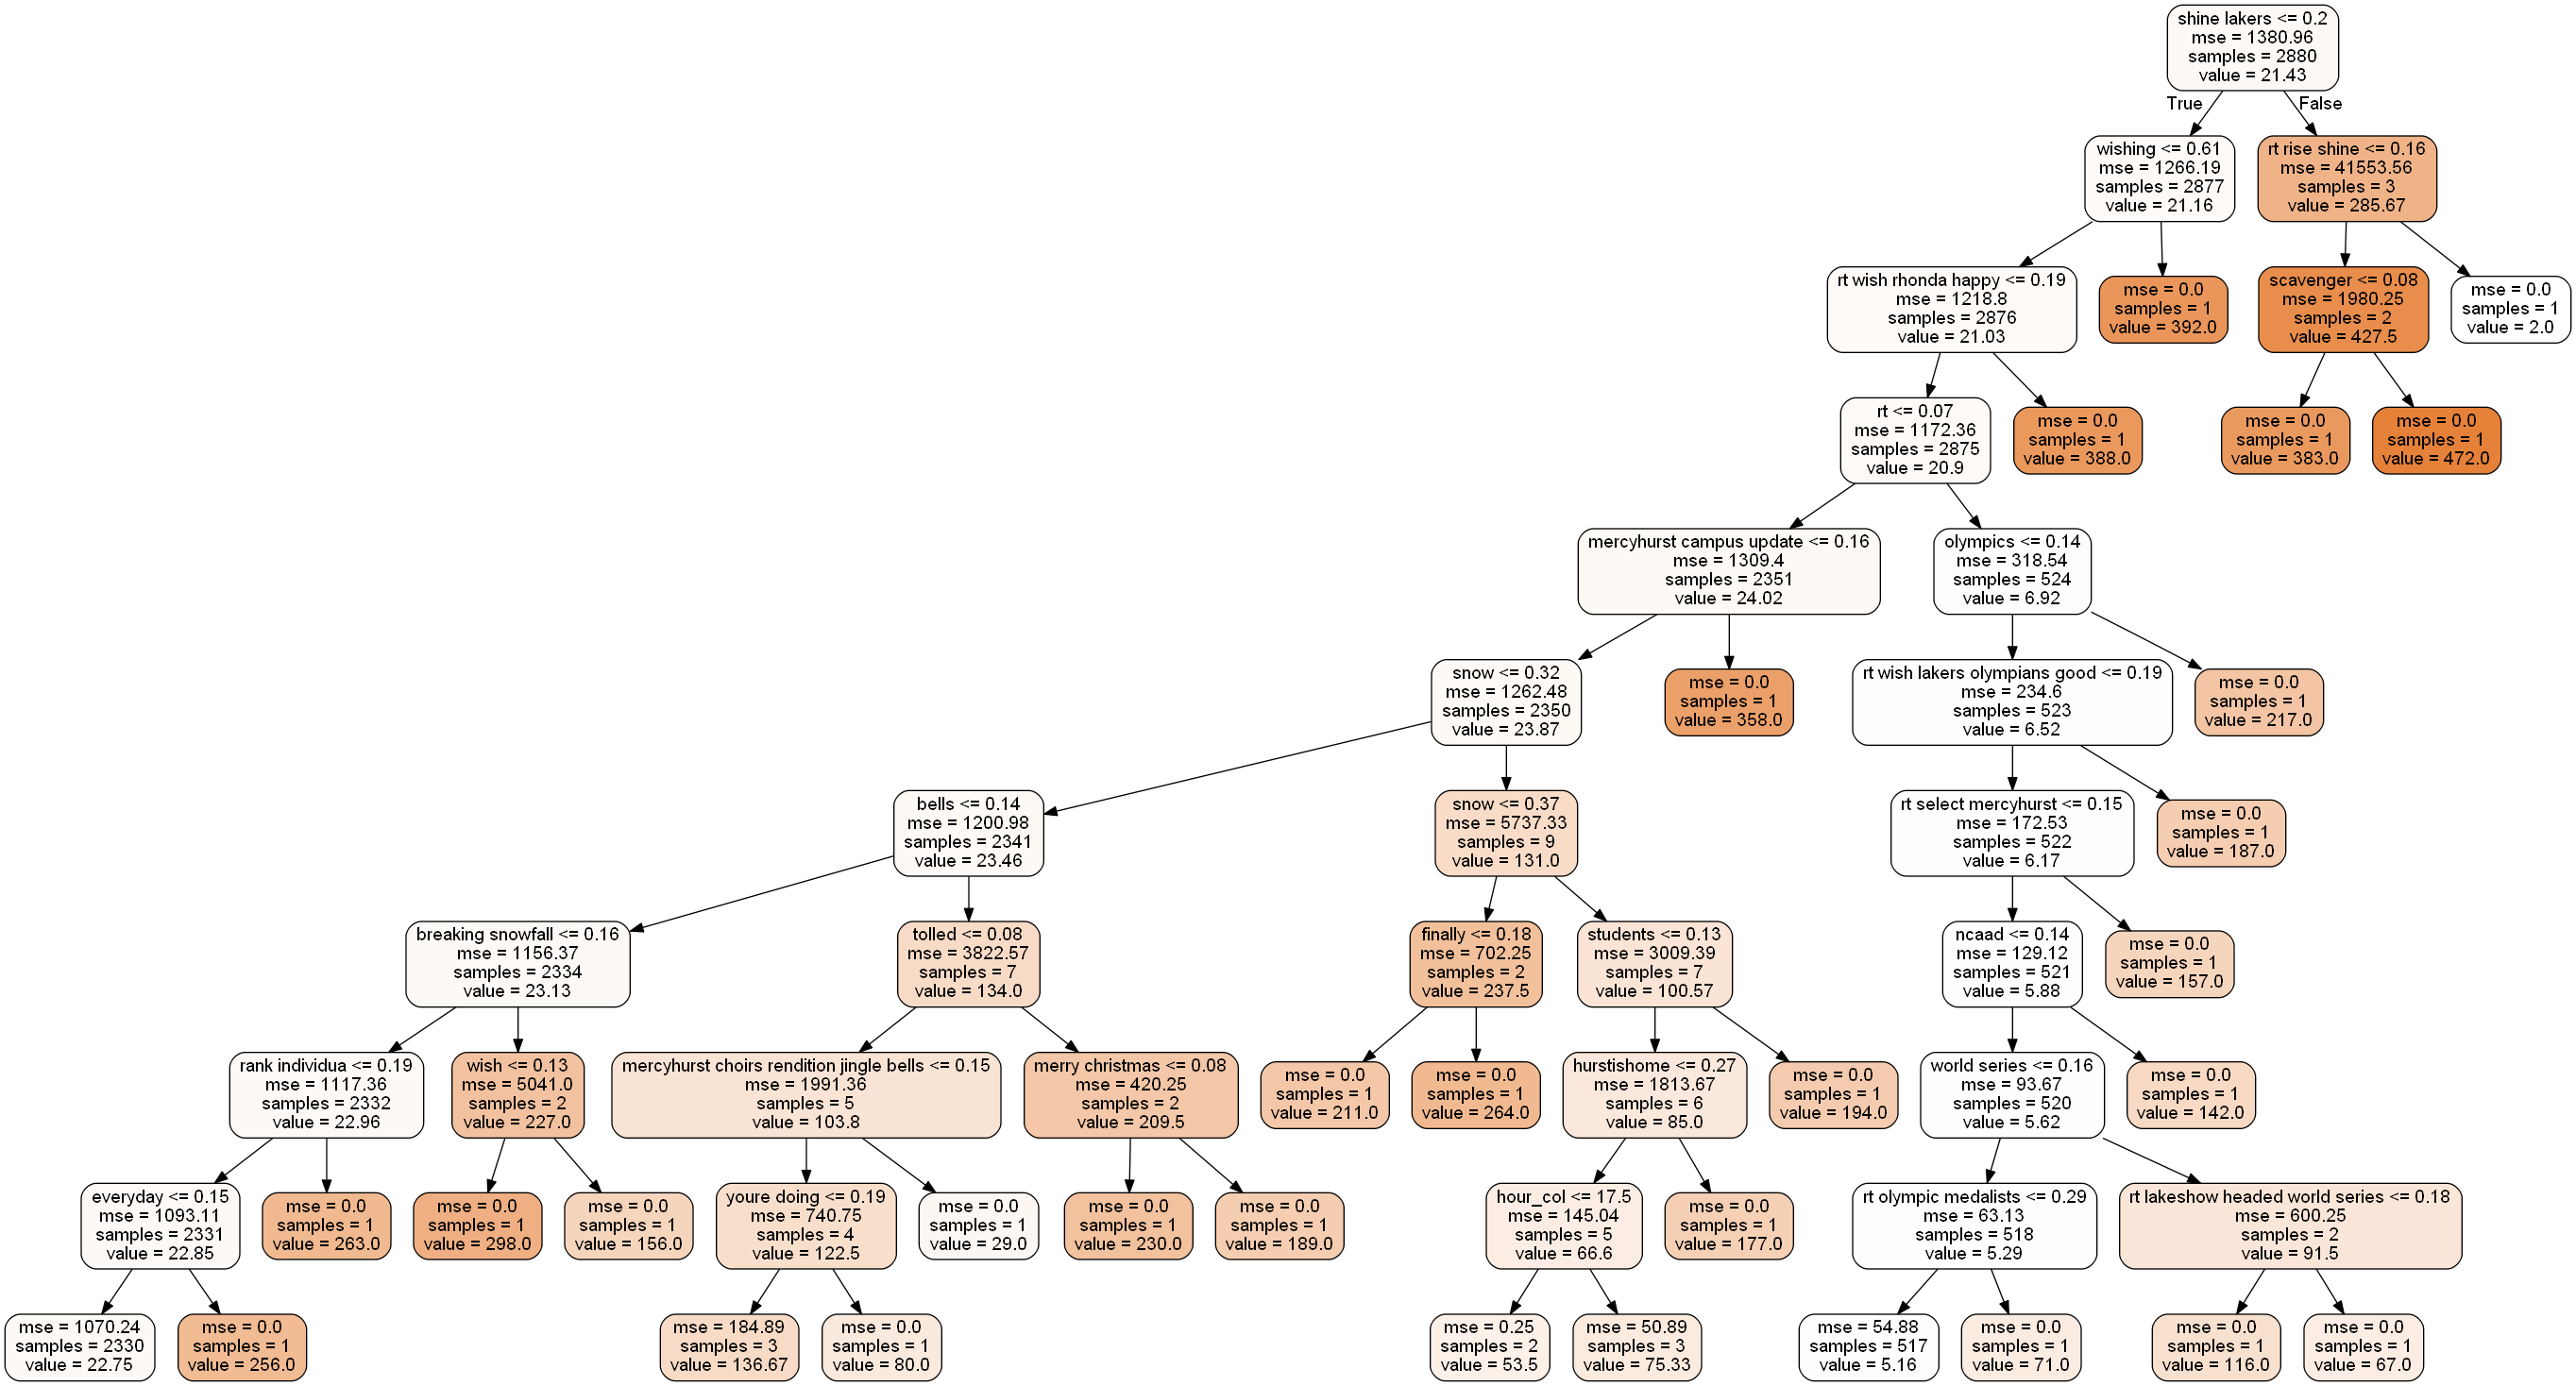 shine lakers <= 0.2
mse = 1380.96
samples = 2880
value = 21.43
True
False
wishing <= 0.61
mse = 1266.19
samples = 2877
value = 21.16
rt rise shine <= 0.16
mse = 41553.56
samples = 3
value = 285.67
rt wish rhonda happy <= 0.19
mse = 1218.8
samples = 2876
value = 21.03
mse = 0.0
samples = 1
value = 392.0
scavenger <= 0.08
mse = 1980.25
samples = 2
value = 427.5
mse = 0.0
samples = 1
value = 2.0
rt <= 0.07
mse = 1172.36
samples = 2875
value = 20.9
mse = 0.0
samples = 1
value = 388.0
mse = 0.0
samples = 1
value = 383.0
mse = 0.0
samples = 1
value = 472.0
mercyhurst campus update <= 0.16
mse = 1309.4
samples = 2351
value = 24.02
olympics <= 0.14
mse = 318.54
samples = 524
value = 6.92
snow <= 0.32
mse = 1262.48
samples = 2350
value = 23.87
mse = 0.0
samples = 1
value = 358.0
rt wish lakers olympians good <= 0.19
mse = 234.6
samples = 523
value = 6.52
mse = 0.0
samples = 1
value = 217.0
bells <= 0.14
mse = 1200.98
samples = 2341
value = 23.46
snow <= 0.37
mse = 5737.33
samples = 9
value = 131.0
rt select mercyhurst <= 0.15
mse = 172.53
samples = 522
value = 6.17
mse = 0.0
samples = 1
value = 187.0
breaking snowfall <= 0.16
mse = 1156.37
samples = 2334
value = 23.13
tolled <= 0.08
mse = 3822.57
samples = 7
value = 134.0
finally <= 0.18
mse = 702.25
samples = 2
value = 237.5
students <= 0.13
mse = 3009.39
samples = 7
value = 100.57
ncaad <= 0.14
mse = 129.12
samples = 521
value = 5.88
mse = 0.0
samples = 1
value = 157.0
rank individua <= 0.19
mse = 1117.36
samples = 2332
value = 22.96
wish <= 0.13
mse = 5041.0
samples = 2
value = 227.0
mercyhurst choirs rendition jingle bells <= 0.15
mse = 1991.36
samples = 5
value = 103.8
merry christmas <= 0.08
mse = 420.25
samples = 2
value = 209.5
mse = 0.0
samples = 1
value = 211.0
mse = 0.0
samples = 1
value = 264.0
hurstishome <= 0.27
mse = 1813.67
samples = 6
value = 85.0
mse = 0.0
samples = 1
value = 194.0
world series <= 0.16
mse = 93.67
samples = 520
value = 5.62
mse = 0.0
samples = 1
value = 142.0
everyday <= 0.15
mse = 1093.11
samples = 2331
value = 22.85
mse = 0.0
samples = 1
value = 263.0
mse = 0.0
samples = 1
value = 298.0
mse = 0.0
samples = 1
value = 156.0
youre doing <= 0.19
mse = 740.75
samples = 4
value = 122.5
mse = 0.0
samples = 1
value = 29.0
mse = 0.0
samples = 1
value = 230.0
mse = 0.0
samples = 1
value = 189.0
hour_col <= 17.5
mse = 145.04
samples = 5
value = 66.6
mse = 0.0
samples = 1
value = 177.0
rt olympic medalists <= 0.29
mse = 63.13
samples = 518
value = 5.29
rt lakeshow headed world series <= 0.18
mse = 600.25
samples = 2
value = 91.5
mse = 1070.24
samples = 2330
value = 22.75
mse = 0.0
samples = 1
value = 256.0
mse = 184.89
samples = 3
value = 136.67
mse = 0.0
samples = 1
value = 80.0
mse = 0.25
samples = 2
value = 53.5
mse = 50.89
samples = 3
value = 75.33
mse = 54.88
samples = 517
value = 5.16
mse = 0.0
samples = 1
value = 71.0
mse = 0.0
samples = 1
value = 116.0
mse = 0.0
samples = 1
value = 67.0